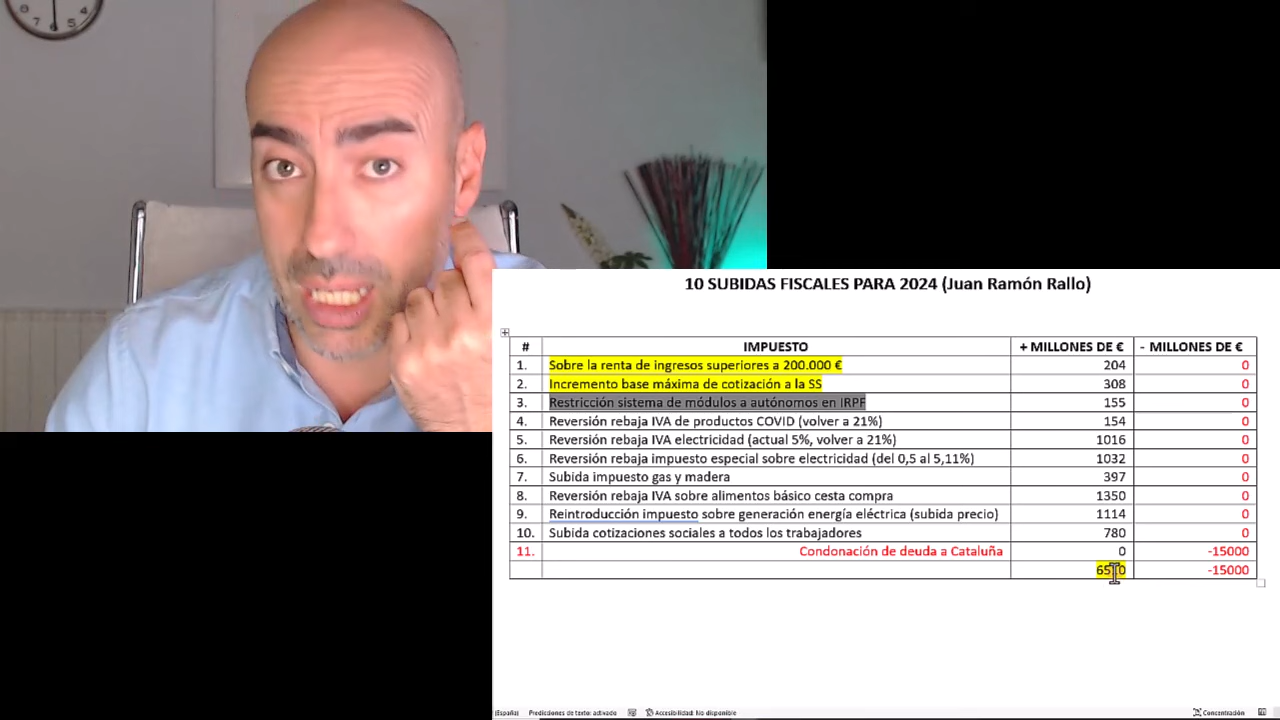 10 SUBIDAS FISCALES PARA 2024 (Juan Ramón Rallo)
# IMPUESTO + MILLONES DE € - MILLONES DE €
1. Sobre la renta de ingresos superiores a 200.000 € 204 0
2. Incremento base máxima de cotización a la SS 308 0
3. Restricción sistema de módulos a autónomos en IRPF 155 0
4. Reversión rebaja IVA de productos COVID (volver a 21%) 154 0
5. Reversión rebaja IVA electricidad (actual 5%, volver a 21%) 1016 0
6. Reversión rebaja impuesto especial sobre electricidad (del 0,5 al 5,11%) 1032 0
7. Subida impuesto gas y madera 397 0
8. Reversión rebaja IVA sobre alimentos básico cesta compra 1350 0
9. Reintroducción impuesto sobre generación energía eléctrica (subida precio) 1114 0
10. Subida cotizaciones sociales a todos los trabajadores 780 0
11. Condonación de deuda a Cataluña 0 -15000
-15000
(España) Predicciones de texto: activado Accesibilidad: No disponible Concentración